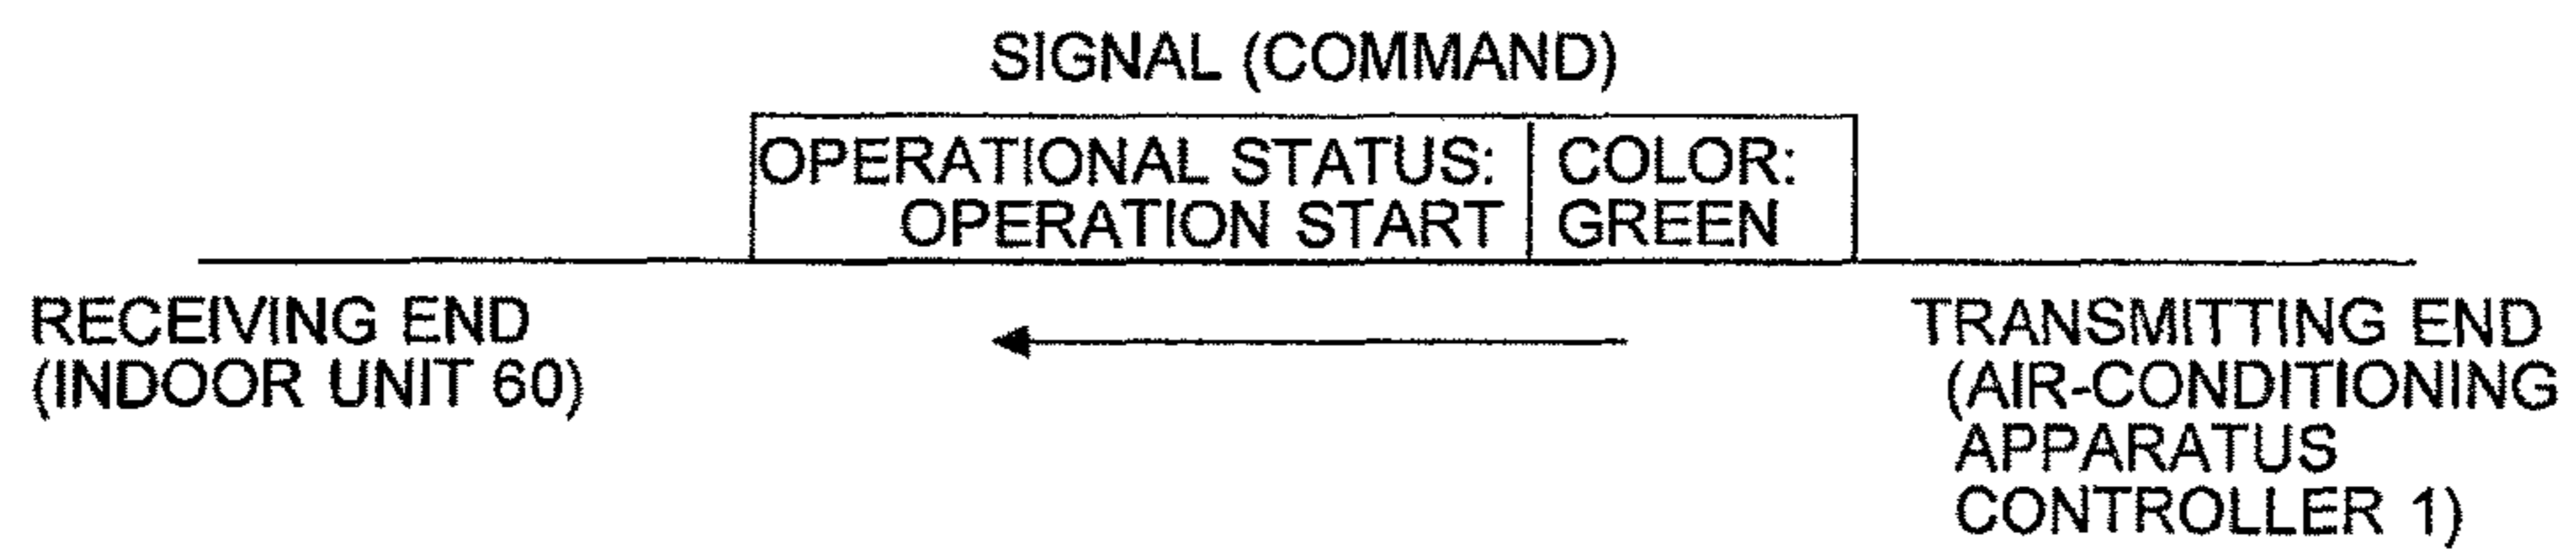 SIGNAL (COMMAND)
OPERATIONAL STATUS:
OPERATION START
COLOR:
GREEN
RECEIVING END
(INDOOR UNIT 60)
TRANSMITTING END
(AIR-CONDITIONING
APPARATUS
CONTROLLER 1)